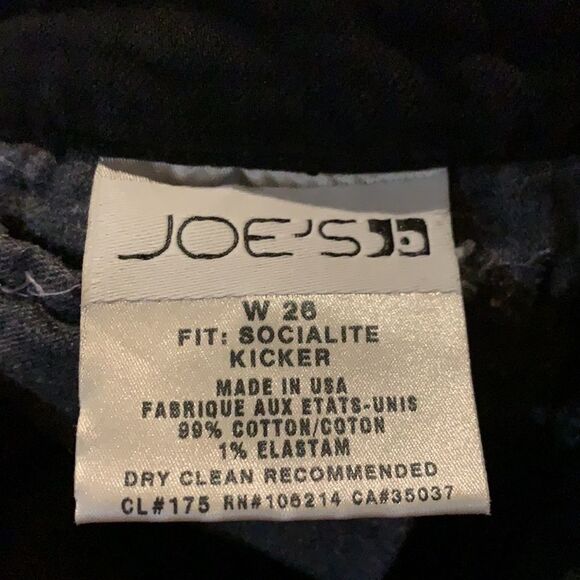 JOE'S
W 26
FIT: SOCIALITE
KICKER
MADE IN USA
FABRIQUE AUX ETATS-UNIS
99% COTTON/COTON
1% ELASTAM
DRY CLEAN RECOMMENDED
CL#175 RN#106214 CA#35037